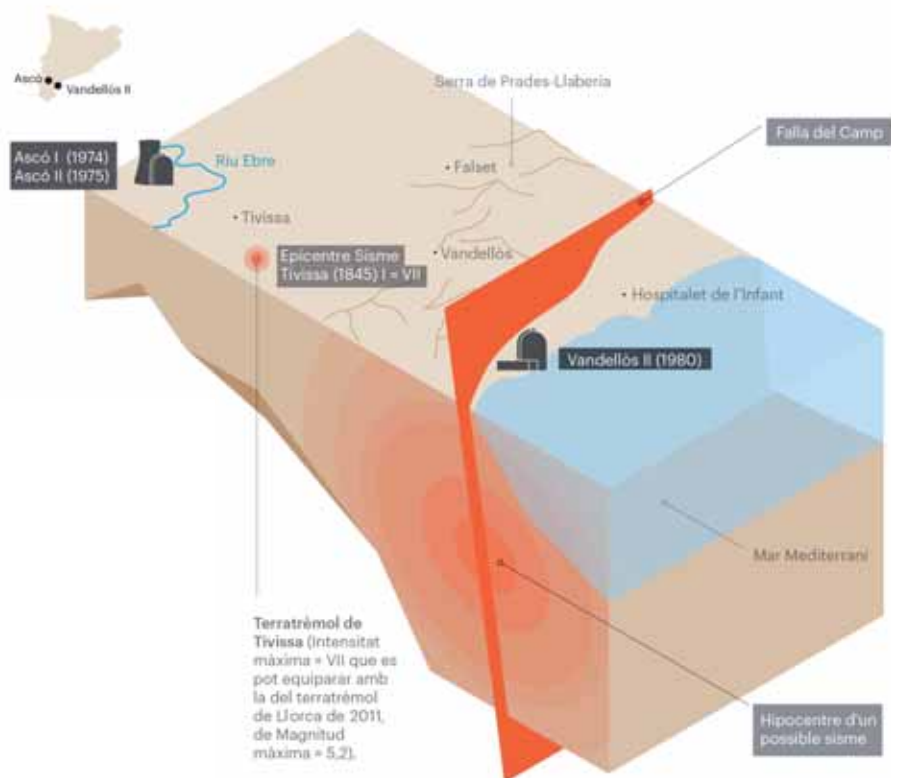 Ascó
Vandellòs II
Serra de Prades-Llaberia
Falla del Camp
Ascó I (1974)
Ascó II (1975)
Riu Ebre
Falset
Tivissa
Vandellòs
Epicentre Sisme
Tivissa (1845) I = VII
Hospitalet de l'Infant
Vandellòs II (1980)
Mar Mediterrani
Terratrèmol de
Tivissa (Intensitat
màxima = VII que es
pot equiparar amb
la del terratrèmol
de Llorca de 2011,
de Magnitud
màxima = 5,2).
Hipocentre d'un
possible sisme